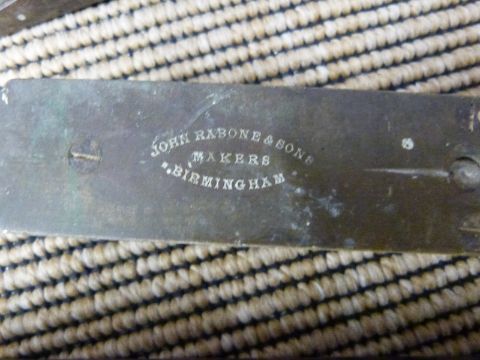 JOHN RABONE & SONS
MAKERS
BIRMINGHAM